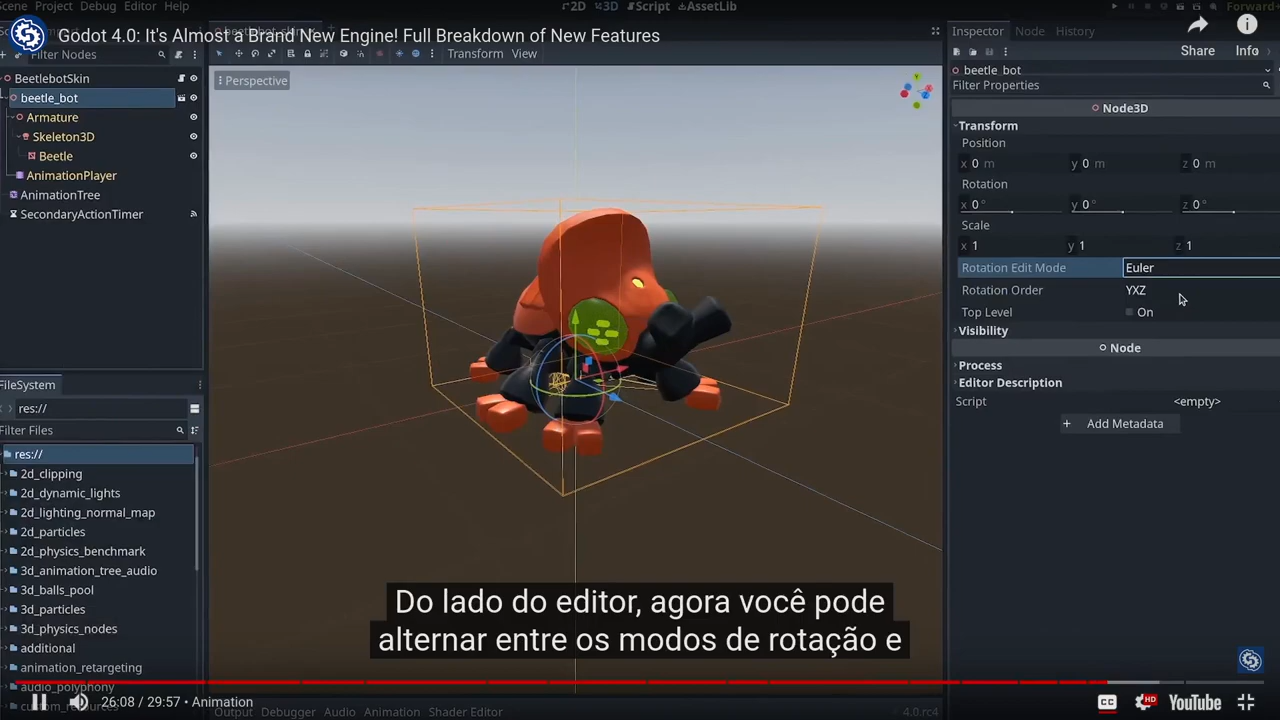 Project Debug Editor Help
2D 3D Script AssetLib
Forward+
Godot 4.0: It's Almost a Brand New Engine! Full Breakdown of New Features
Share
Info
Filter Nodes
Transform View
Inspector Node History
BeetlebotSkin
beetle_bot
Armature
Skeleton3D
Beetle
AnimationPlayer
AnimationTree
SecondaryActionTimer
Perspective
beetle_bot
Filter Properties
Node3D
Transform
Position
x 0 m y 0 m z 0 m
Rotation
x 0 ° y 0 ° z 0 °
Scale
x 1 y 1 z 1
Rotation Edit Mode Euler
Rotation Order YXZ
Top Level On
Visibility
Node
Process
Editor Description
Script <empty>
+ Add Metadata
FileSystem
res://
Filter Files
res://
2d_clipping
2d_dynamic_lights
2d_lighting_normal_map
2d_particles
2d_physics_benchmark
3d_animation_tree_audio
3d_balls_pool
3d_particles
3d_physics_nodes
additional
animation_retargeting
audio_polyphony
Do lado do editor, agora você pode
alternar entre os modos de rotação e
26:08 / 29:57 • Animation
CC
HD
YouTube
Output Debugger Audio Animation Shader Editor
4.0.rc4